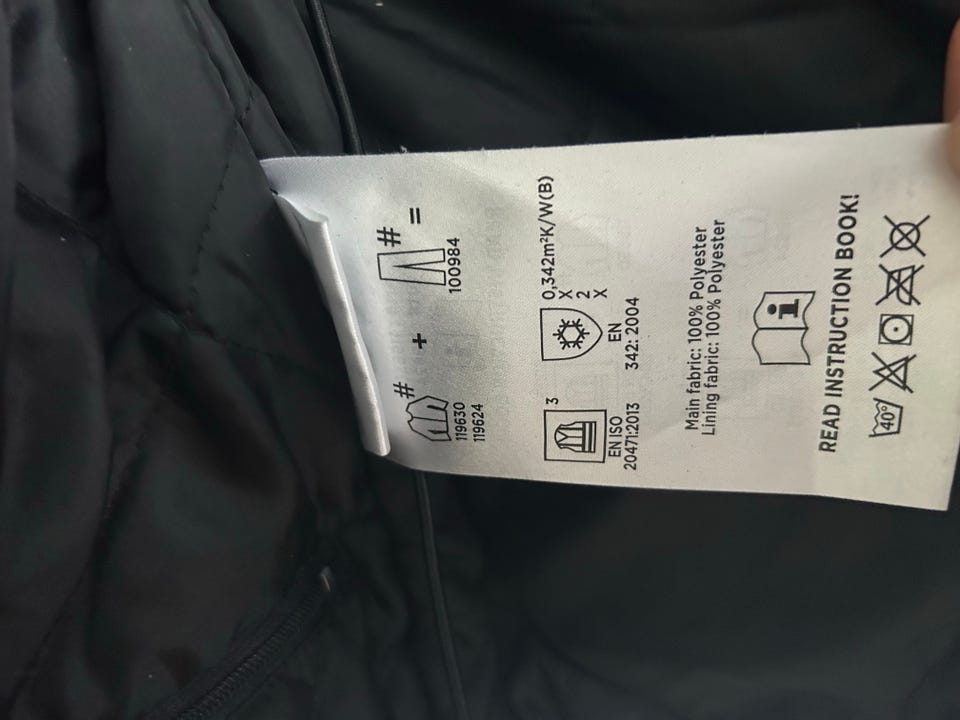 # + # =
119630
119624
100984
3
EN ISO
20471:2013
0,342m²K/W(B)
X
2
X
EN
342: 2004
Main fabric: 100% Polyester
Lining fabric: 100% Polyester
i
READ INSTRUCTION BOOK!
40°